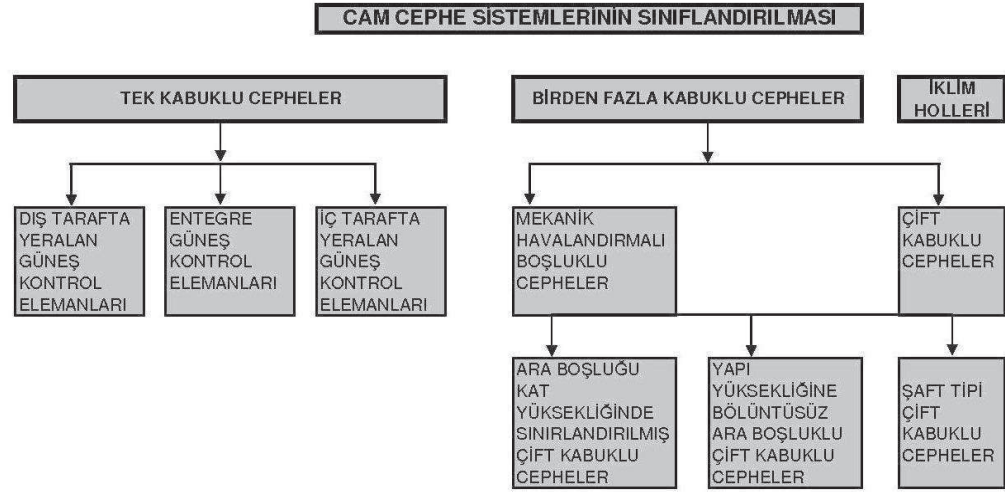 CAM CEPHE SİSTEMLERİNİN SINIFLANDIRILMASI
TEK KABUKLU CEPHELER
BİRDEN FAZLA KABUKLU CEPHELER
İKLİM
HOLLERİ
DIŞ TARAFTA
YERALAN
GÜNEŞ
KONTROL
ELEMANLARI
ENTEGRE
GÜNEŞ
KONTROL
ELEMANLARI
İÇ TARAFTA
YERALAN
GÜNEŞ
KONTROL
ELEMANLARI
MEKANİK
HAVALANDIRMALI
BOŞLUKLU
CEPHELER
ÇİFT
KABUKLU
CEPHELER
ARA BOŞLUĞU
KAT
YÜKSEKLİĞİNDE
SINIRLANDIRILMIŞ
ÇİFT KABUKLU
CEPHELER
YAPI
YÜKSEKLİĞİNE
BÖLÜNTÜSÜZ
ARA BOŞLUKLU
ÇİFT KABUKLU
CEPHELER
ŞAFT TİPİ
ÇİFT
KABUKLU
CEPHELER